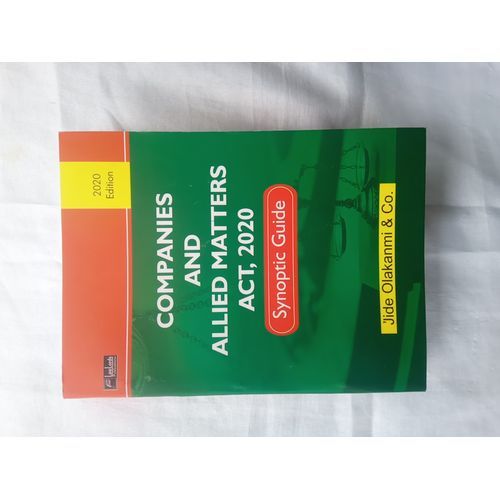 2020
Edition
COMPANIES
AND
ALLIED MATTERS
ACT, 2020
Synoptic Guide
'Jide Olakanmi & Co.